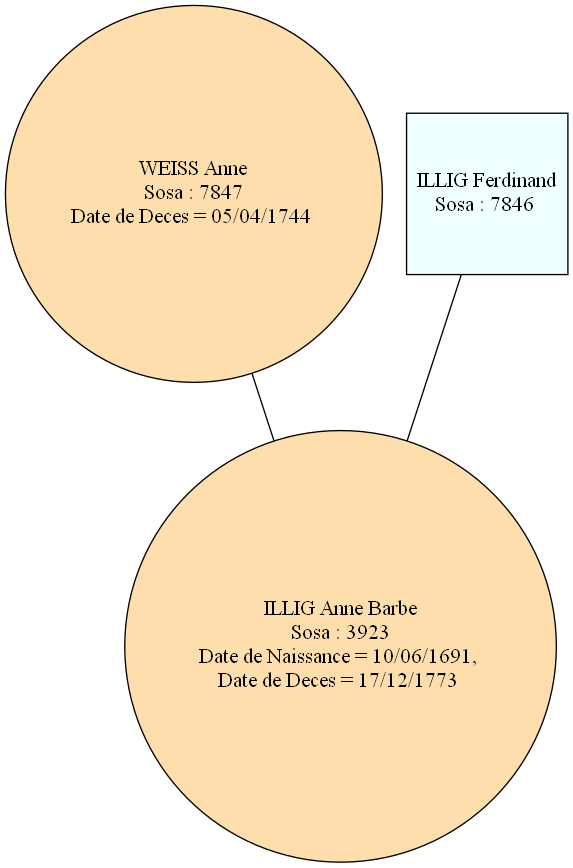 WEISS Anne
Sosa : 7847
Date de Deces = 05/04/1744
ILLIG Ferdinand
Sosa : 7846
ILLIG Anne Barbe
Sosa : 3923
Date de Naissance = 10/06/1691,
Date de Deces = 17/12/1773